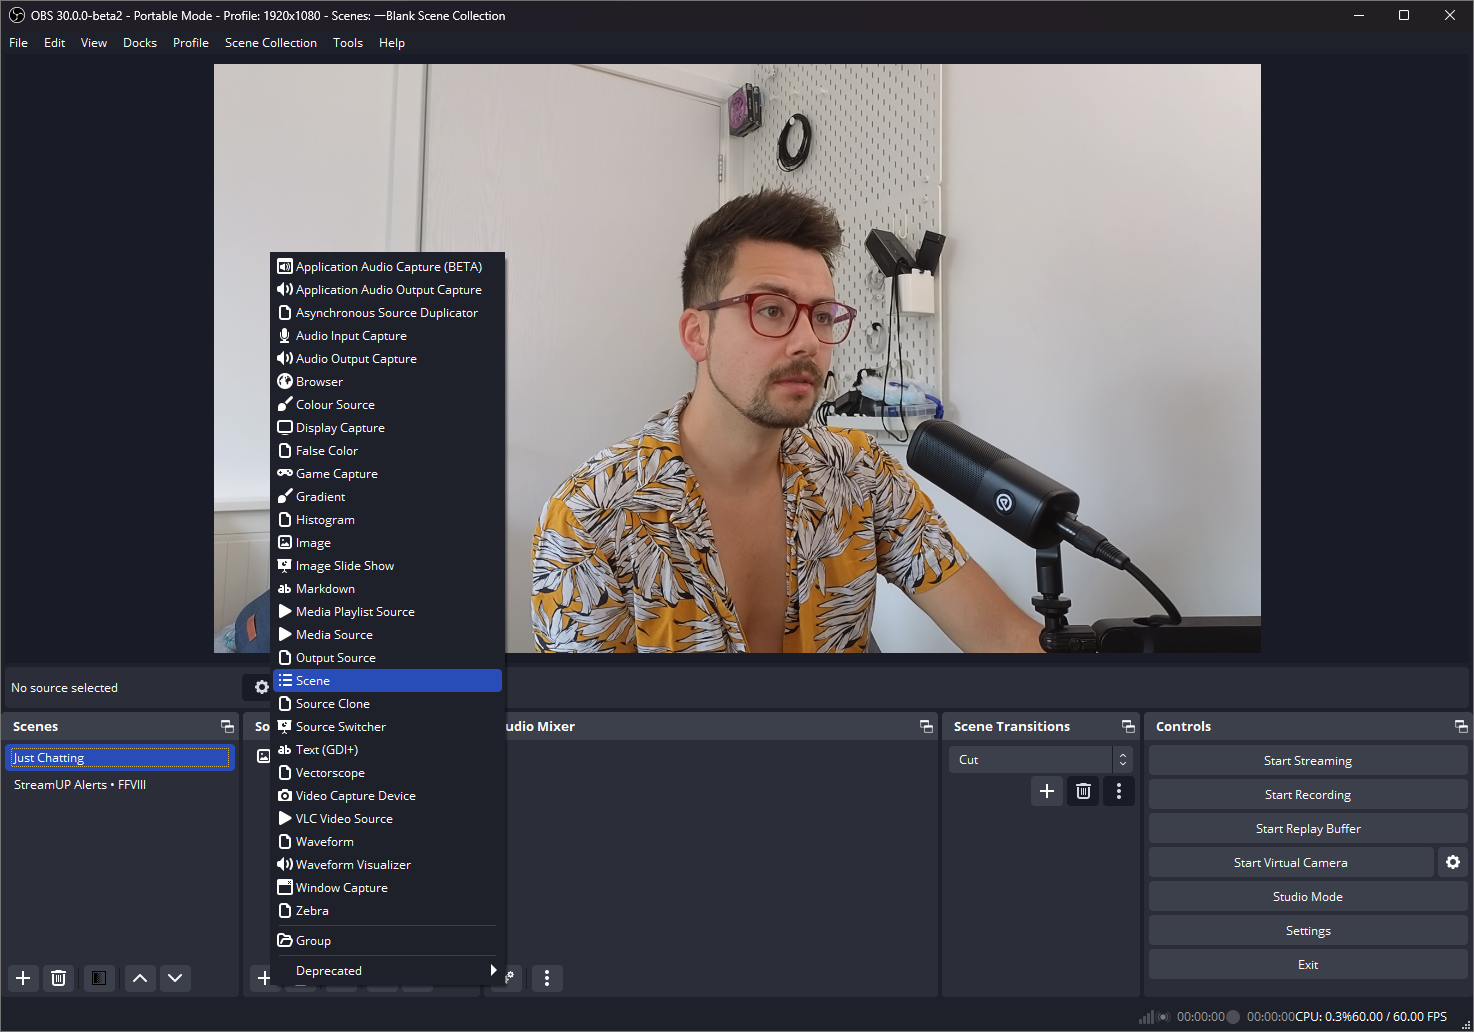 OBS 30.0.0-beta2 - Portable Mode - Profile: 1920x1080 - Scenes: —Blank Scene Collection
File Edit View Docks Profile Scene Collection Tools Help
Application Audio Capture (BETA)
Application Audio Output Capture
Asynchronous Source Duplicator
Audio Input Capture
Audio Output Capture
Browser
Colour Source
Display Capture
False Color
Game Capture
Gradient
Histogram
Image
Image Slide Show
ab Markdown
Media Playlist Source
Media Source
Output Source
Scene
Source Clone
Source Switcher
ab Text (GDI+)
Vectorscope
Video Capture Device
VLC Video Source
Waveform
Waveform Visualizer
Window Capture
Zebra
Group
Deprecated
No source selected
Scenes
Just Chatting
StreamUP Alerts • FFVIII
So
udio Mixer
Scene Transitions
Cut
Controls
Start Streaming
Start Recording
Start Replay Buffer
Start Virtual Camera
Studio Mode
Settings
Exit
00:00:00 00:00:00 CPU: 0.3% 60.00 / 60.00 FPS